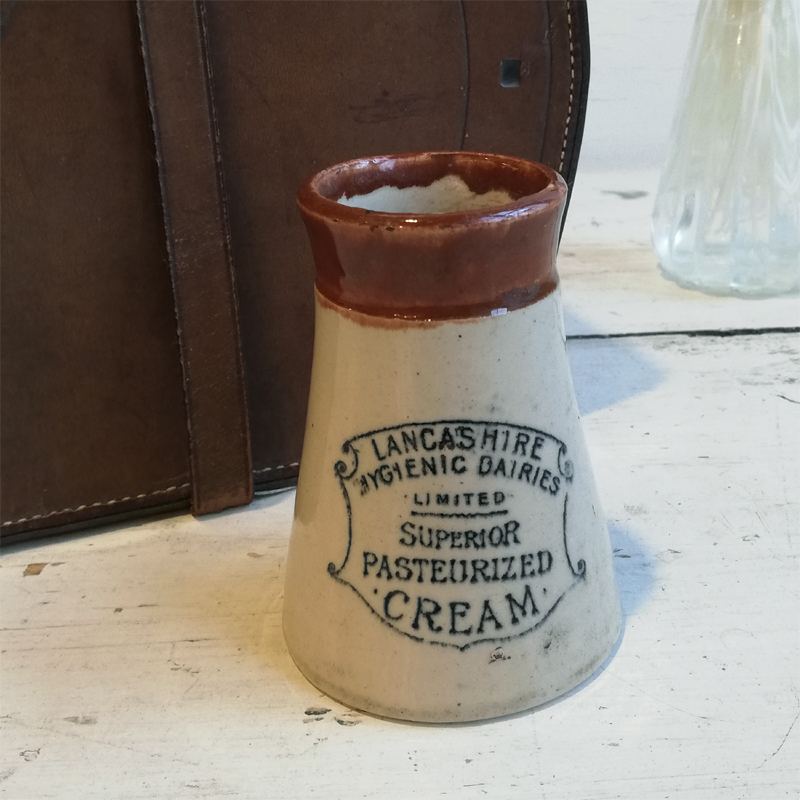 LANCASHIRE
HYGIENIC DAIRIES
LIMITED
SUPERIOR
PASTEURIZED
·CREAM·